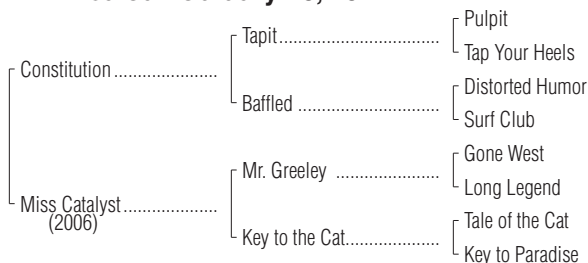 Pulpit
Tapit........................................
Tap Your Heels
Constitution.........................
Distorted Humor
Baffled ...................................
Surf Club
Gone West
Mr. Greeley ..........................
Long Legend
Miss Catalyst.......................
(2006)
Tale of the Cat
Key to the Cat.......................
Key to Paradise